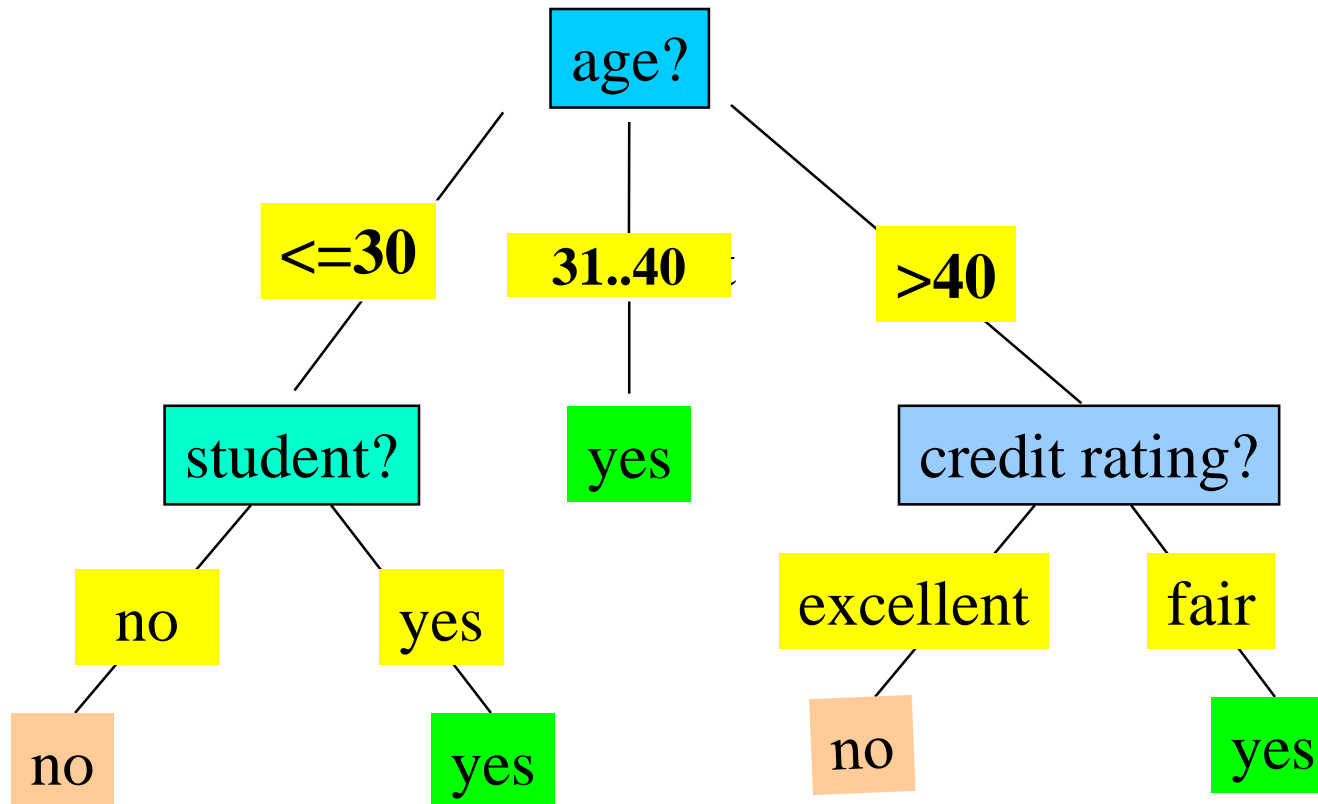 age?
<=30
31..40
>40
student?
yes
credit rating?
no
yes
excellent
fair
no
yes
no
yes